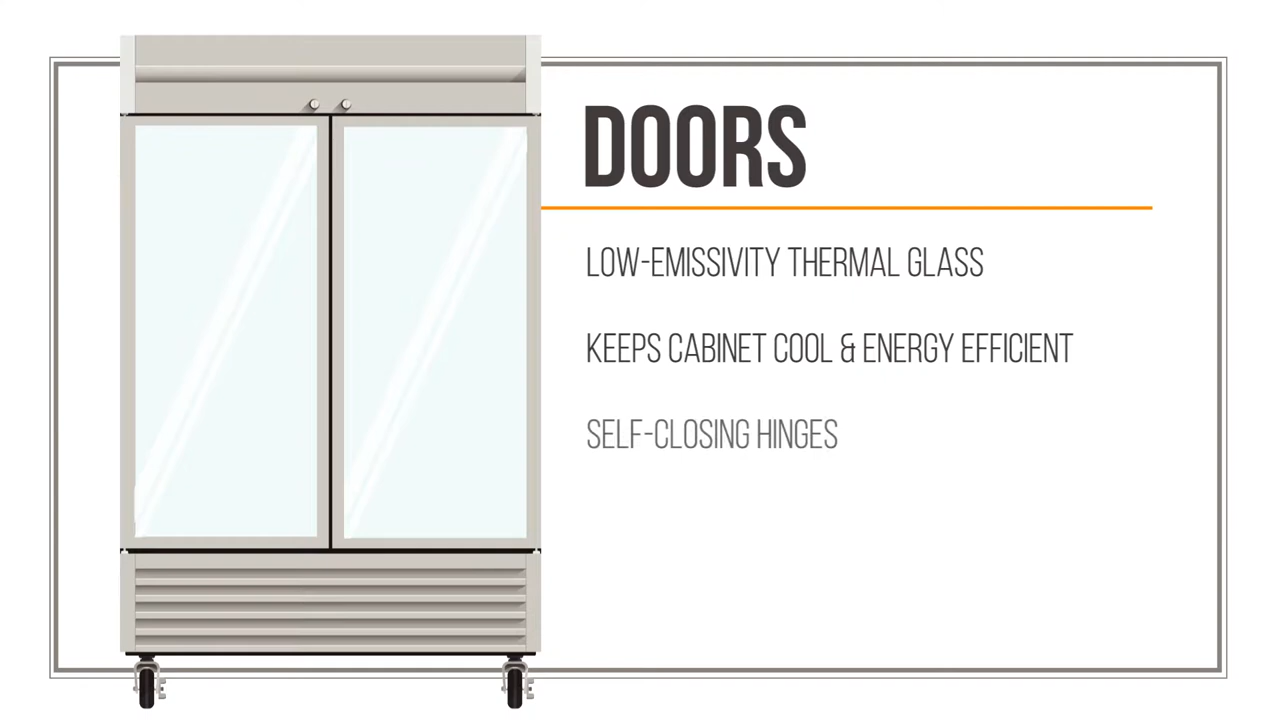 DOORS
LOW-EMISSIVITY THERMAL GLASS
KEEPS CABINET COOL & ENERGY EFFICIENT
SELF-CLOSING HINGES